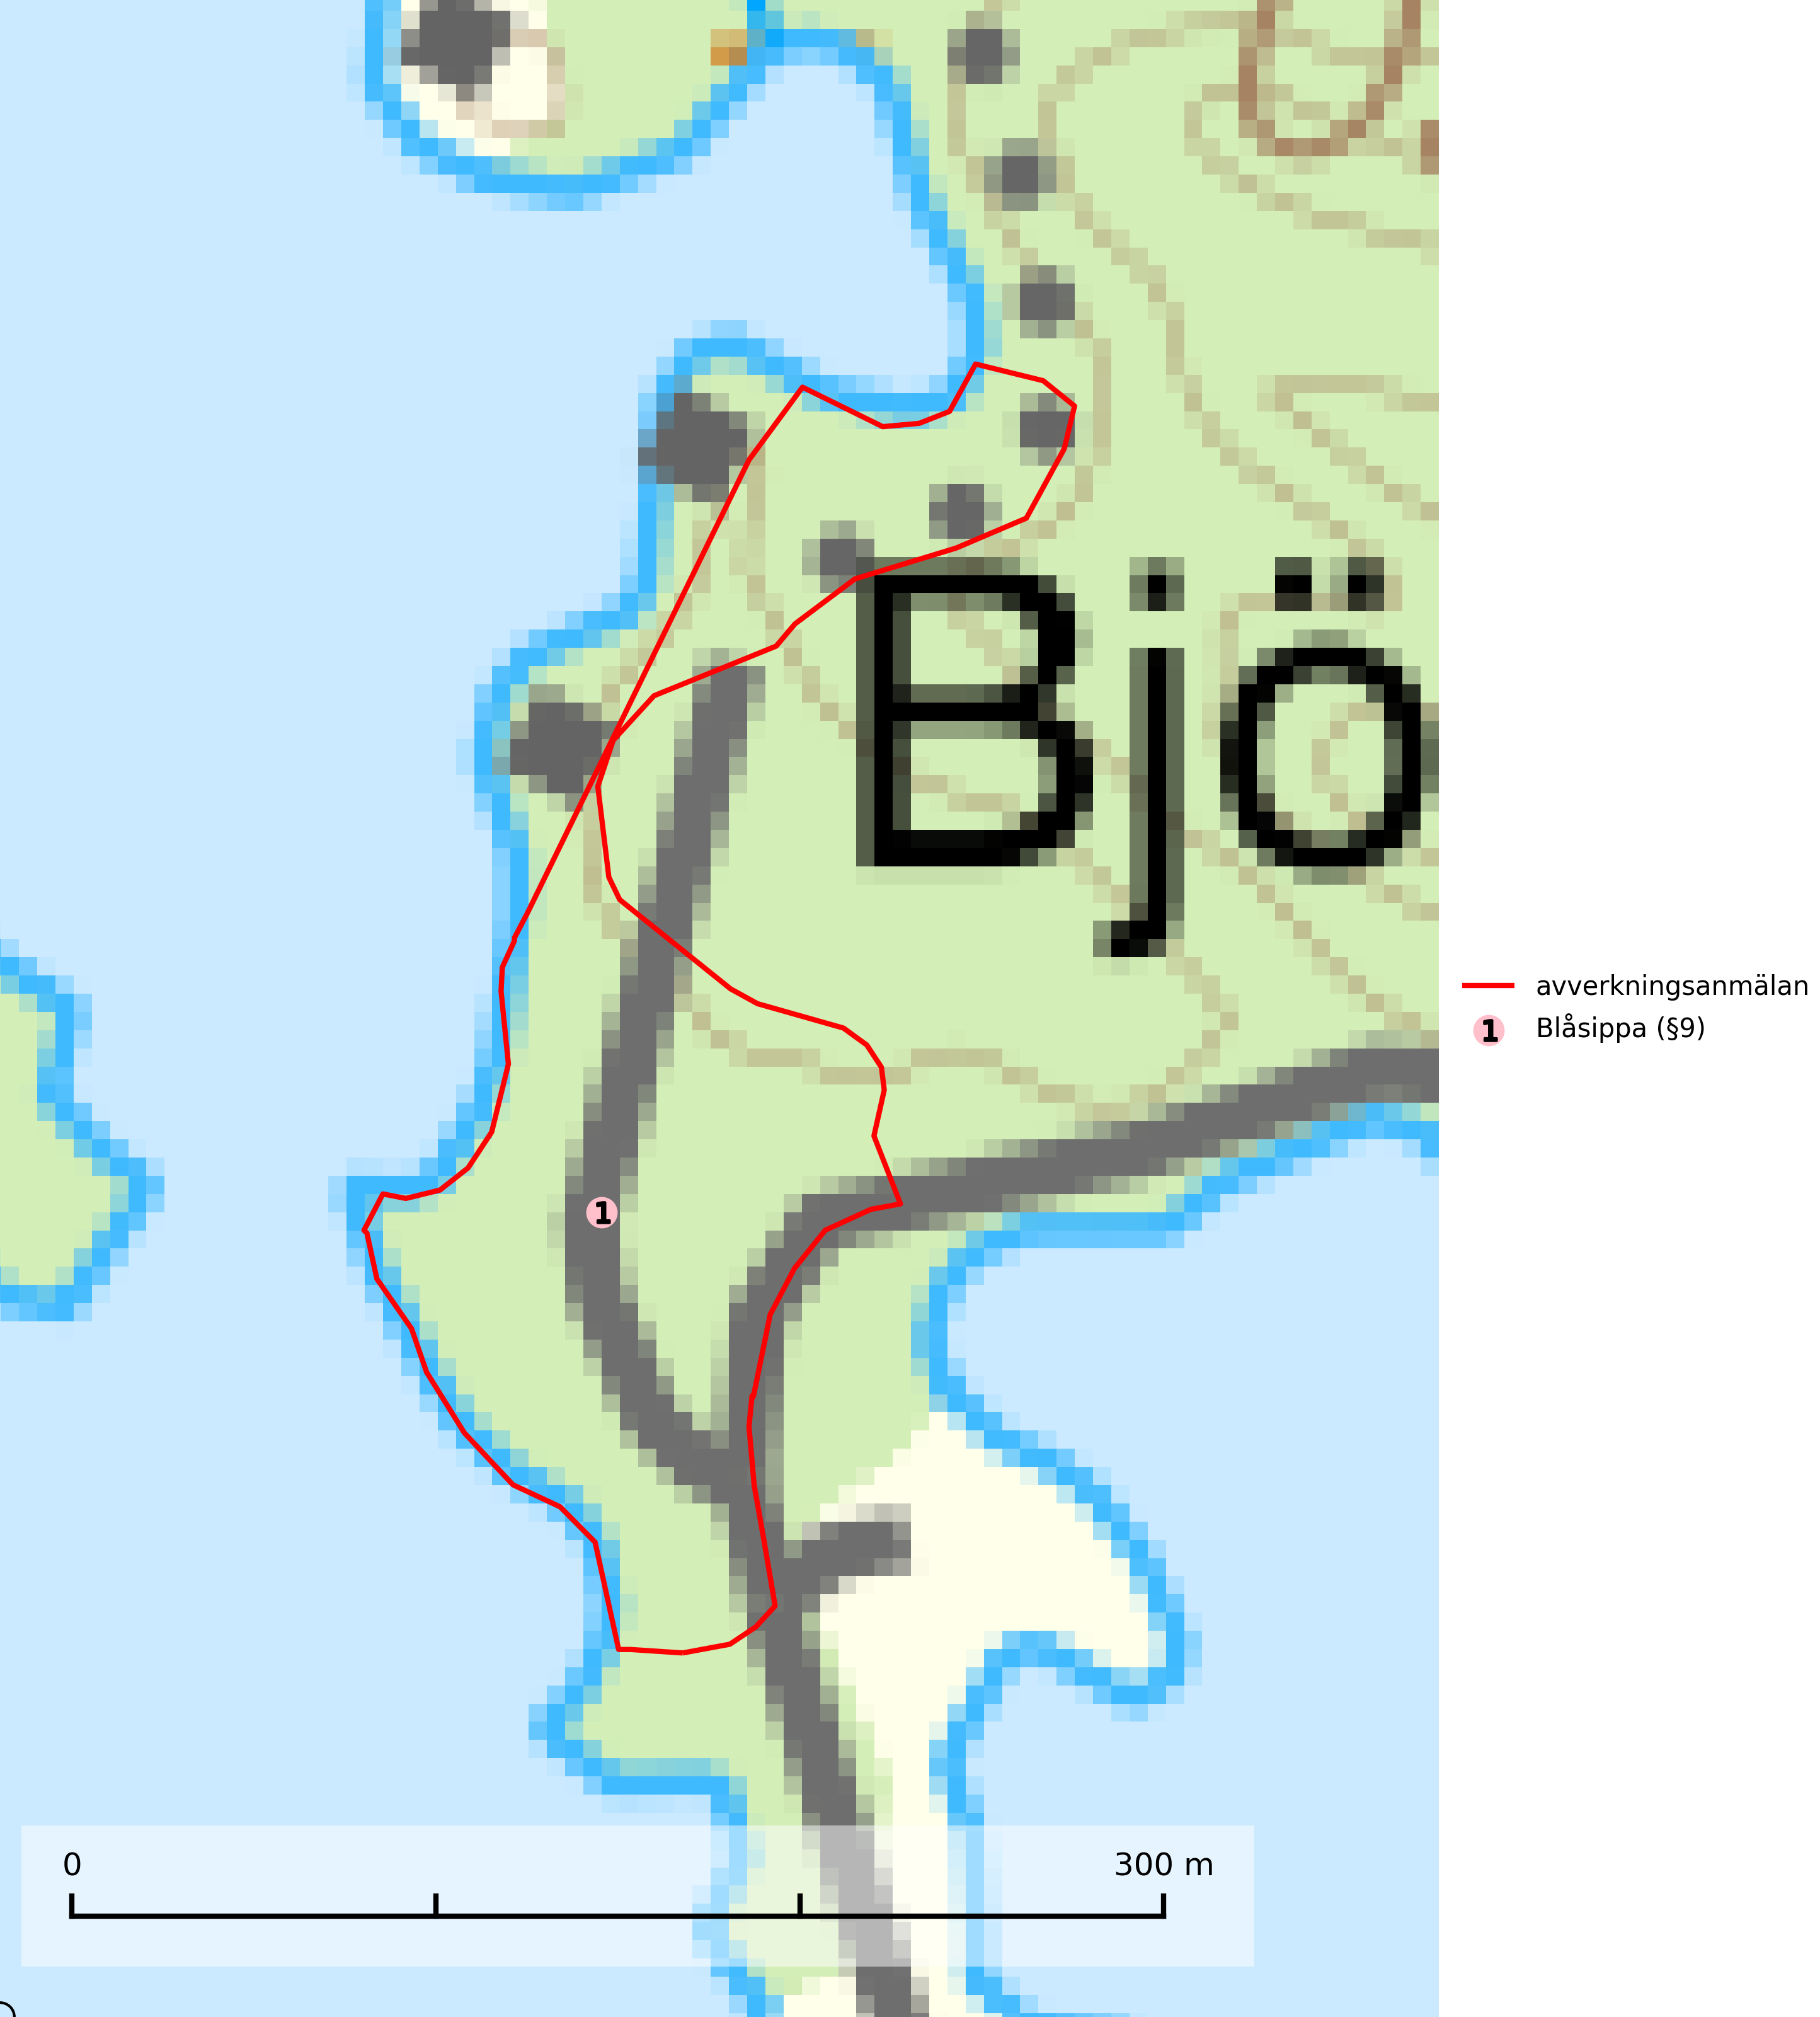 Bjö
avverkningsanmälan
1 Blåsippa (§9)
1
0 300 m